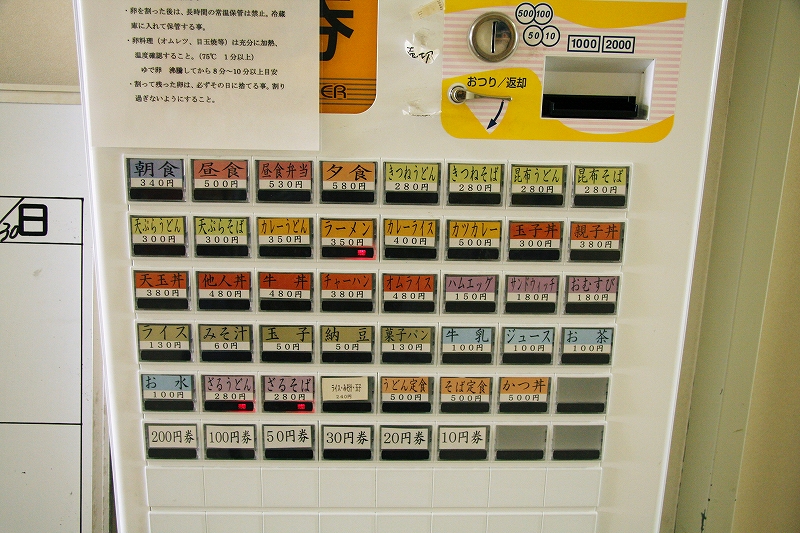 ・卵を割った後は、長時間の常温保管は禁止。冷蔵
庫に入れて保管する事。
・卵料理(オムレツ、目玉焼等)は充分に加熱、
温度確認すること。(75℃ 1分以上)
ゆで卵 沸騰してから8分～10分以上目安
・割って残った卵は、必ずその日に捨てる事。割り
過ぎないようにすること。
券
ER
500 100
50 10
1000 2000
おつり/返却
30 日
朝食 昼食 昼食弁当 夕食 きつねうどん きつねそば 昆布うどん 昆布そば
340円 500円 530円 580円 280円 280円 280円 280円
天ぷらうどん 天ぷらそば カレーうどん ラーメン カレーライス カツカレー 玉子丼 親子丼
300円 300円 350円 350円 400円 500円 300円 380円
天玉丼 他人丼 牛丼 チャーハン オムライス ハムエッグ サンドウィッチ おむすび
380円 480円 480円 380円 480円 150円 180円 180円
ライス みそ汁 玉子 納豆 菓子パン 牛乳 ジュース お茶
130円 60円 50円 50円 130円 100円 100円 100円
お水 ざるうどん ざるそば ライス・みそ汁・玉子 うどん定食 そば定食 かつ丼
100円 280円 280円 240円 500円 500円 500円
200円券 100円券 50円券 30円券 20円券 10円券